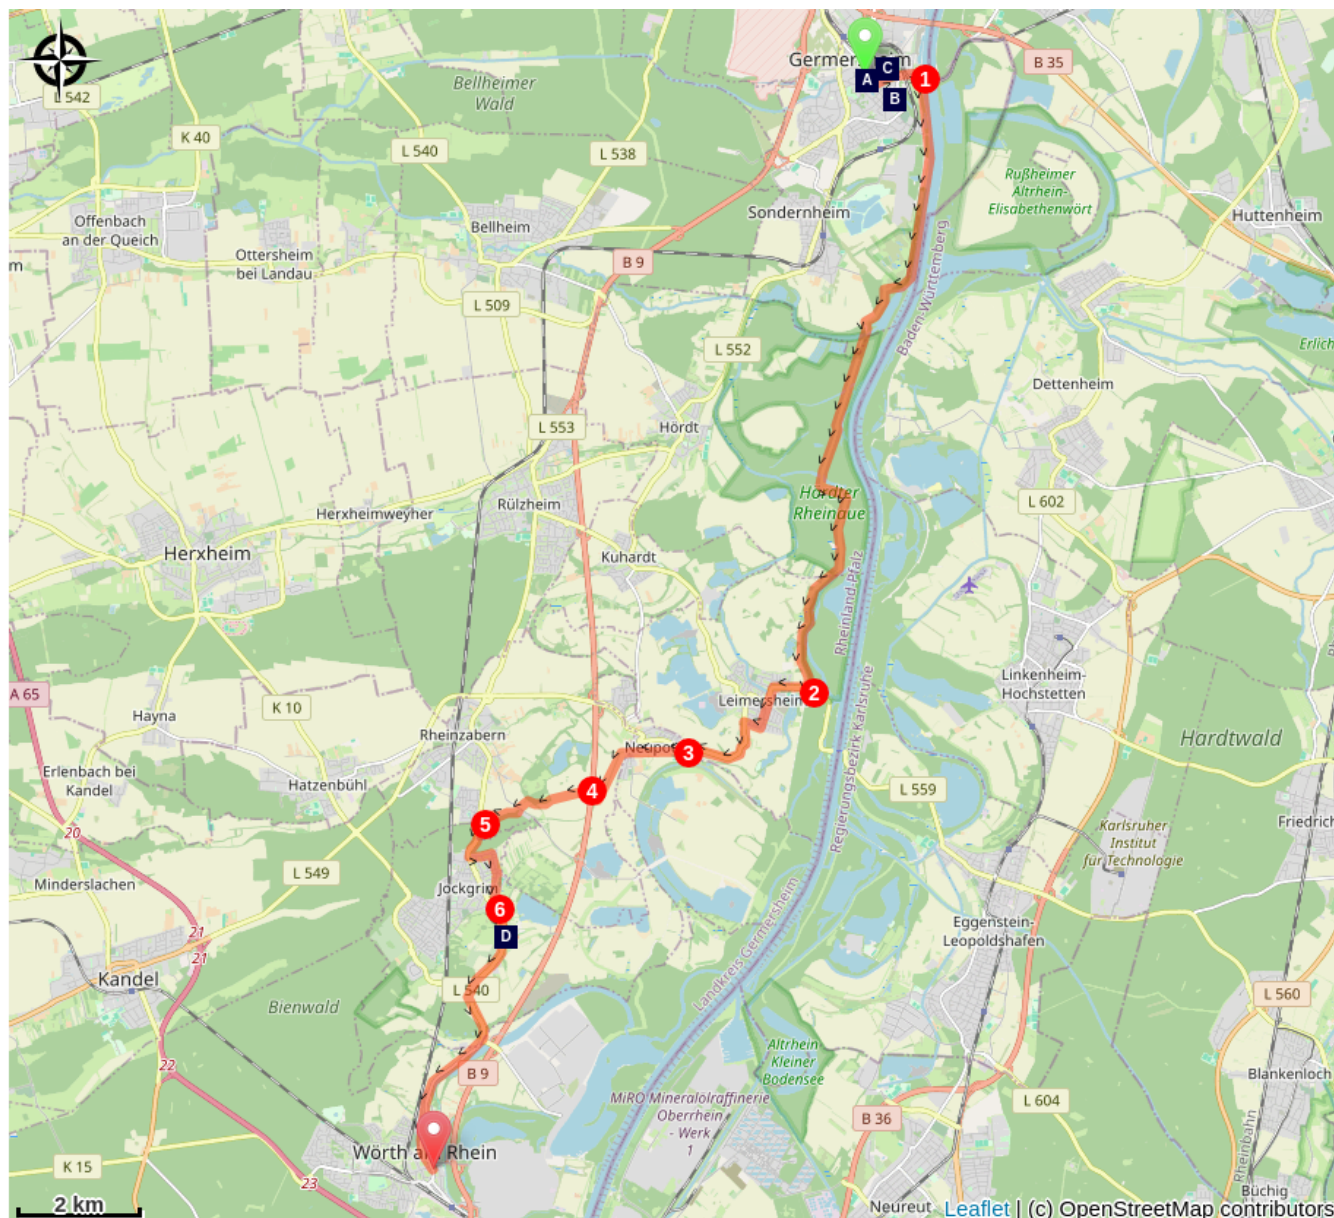 Germersheim
C
A
B
1
B 35
L 542
Bellheimer
Wald
K 40
L 540
L 538
Rußheimer
Altrhein-
Elisabethenwört
Offenbach
an der Queich
Bellheim
Sondernheim
Huttenheim
Ottersheim
bei Landau
B 9
Baden-Württemberg
L 509
L 552
Erlich
Dettenheim
Hördt
L 553
Hördter
Rheinaue
L 602
Herxheimweyher
Rülzheim
Herxheim
Kuhardt
Rheinland-Pfalz
Linkenheim-
Hochstetten
A 65
K 10
Leimersheim
2
Hayna
Rheinzabern
3
Regierungsbezirk Karlsruhe
Hardtwald
Erlenbach bei
Kandel
Hatzenbühl
4
L 559
20
5
Karlsruher
Institut
für Technologie
Friedrich
Minderslachen
L 549
Jockgrim
6
D
21
21
Eggenstein-
Leopoldshafen
Landkreis Germersheim
Kandel
Bienwald
L 540
L 560
22
B 9
Altrhein
Kleiner
Bodensee
Blankenloch
MiRO Mineralölraffinerie
Oberrhein
- Werk
1
B 36
L 604
Rheinbahn
K 15
Wörth am Rhein
23
Büchig
2 km
Neureut
Leaflet | (c) OpenStreetMap contributors